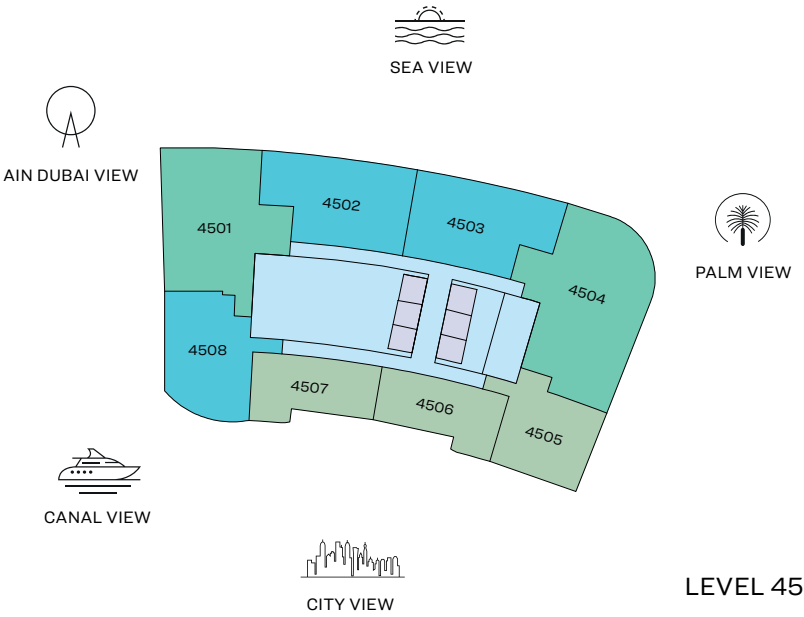 SEA VIEW
AIN DUBAI VIEW
4501
4502
4503
PALM VIEW
4504
4508
4507
4506
4505
CANAL VIEW
CITY VIEW
LEVEL 45